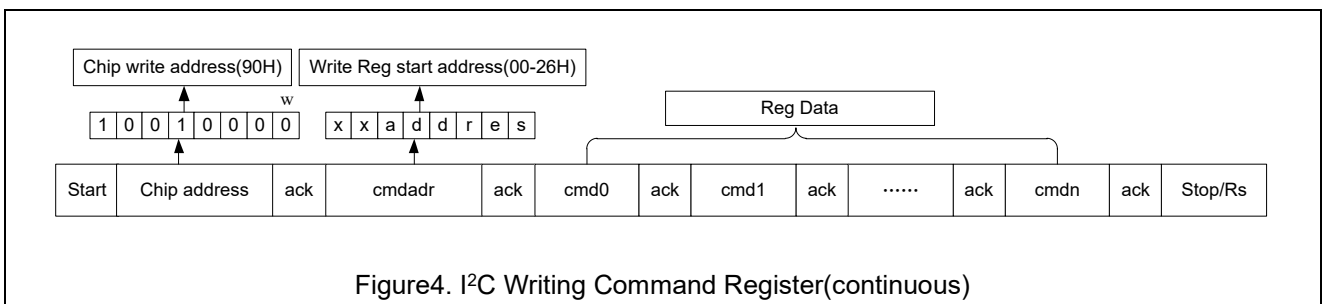 Chip write address(90H) Write Reg start address(00-26H)
w
Reg Data
1 0 0 1 0 0 0 0 x x a d d r e s
Start Chip address ack cmdadr ack cmd0 ack cmd1 ack ...... ack cmdn ack Stop/Rs
Figure4. I²C Writing Command Register(continuous)